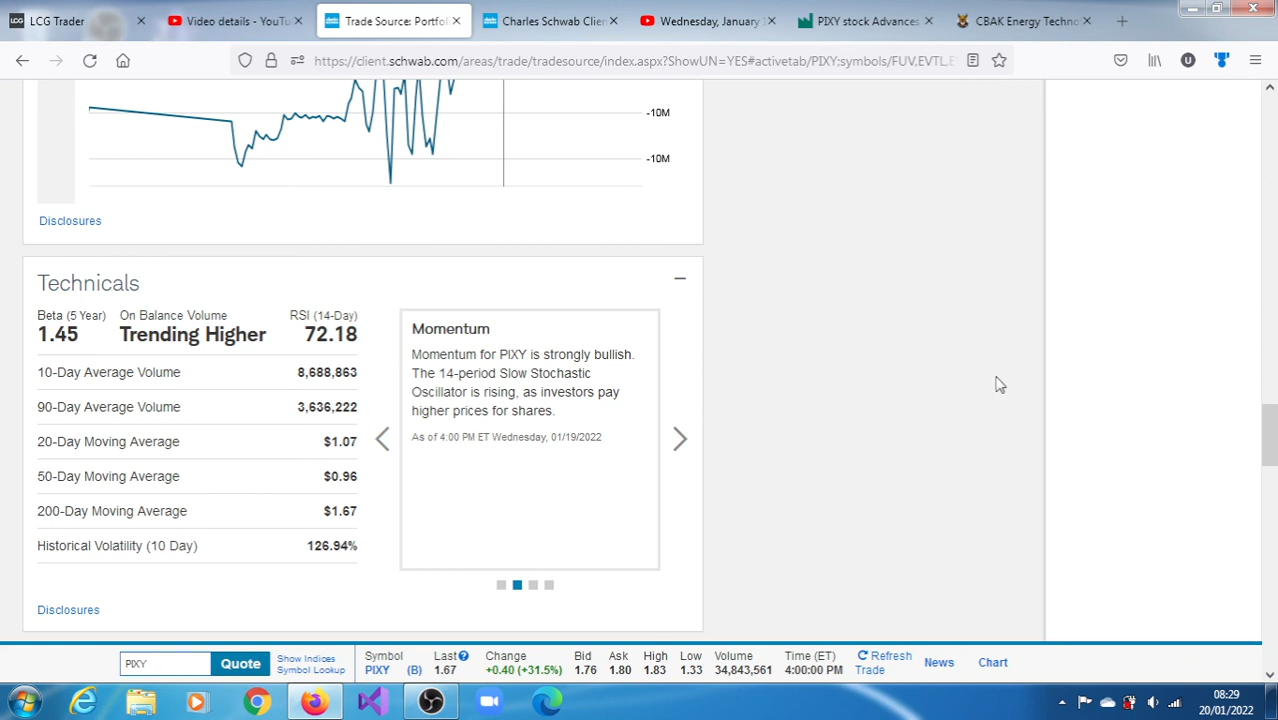 LCG Trader
Video details - YouTu
Trade Source: Portfol
Charles Schwab Clien
Wednesday, January
PIXY stock Advances
CBAK Energy Techno
https://client.schwab.com/areas/trade/tradesource/index.aspx?ShowUN=YES#activetab/PIXY;symbols/FUV,EVTL,E
-10M
-10M
Disclosures
Technicals
Beta (5 Year) On Balance Volume RSI (14-Day)
1.45 Trending Higher 72.18
10-Day Average Volume 8,688,863
90-Day Average Volume 3,636,222
20-Day Moving Average $1.07
50-Day Moving Average $0.96
200-Day Moving Average $1.67
Historical Volatility (10 Day) 126.94%
Momentum
Momentum for PIXY is strongly bullish.
The 14-period Slow Stochastic
Oscillator is rising, as investors pay
higher prices for shares.
As of 4:00 PM ET Wednesday, 01/19/2022
Disclosures
PIXY Quote
Show Indices
Symbol Lookup
Symbol Last Change Bid Ask High Low Volume Time (ET) Refresh
PIXY (B) 1.67 +0.40 (+31.5%) 1.76 1.80 1.83 1.33 34,843,561 4:00:00 PM Trade
News Chart
08:29
20/01/2022